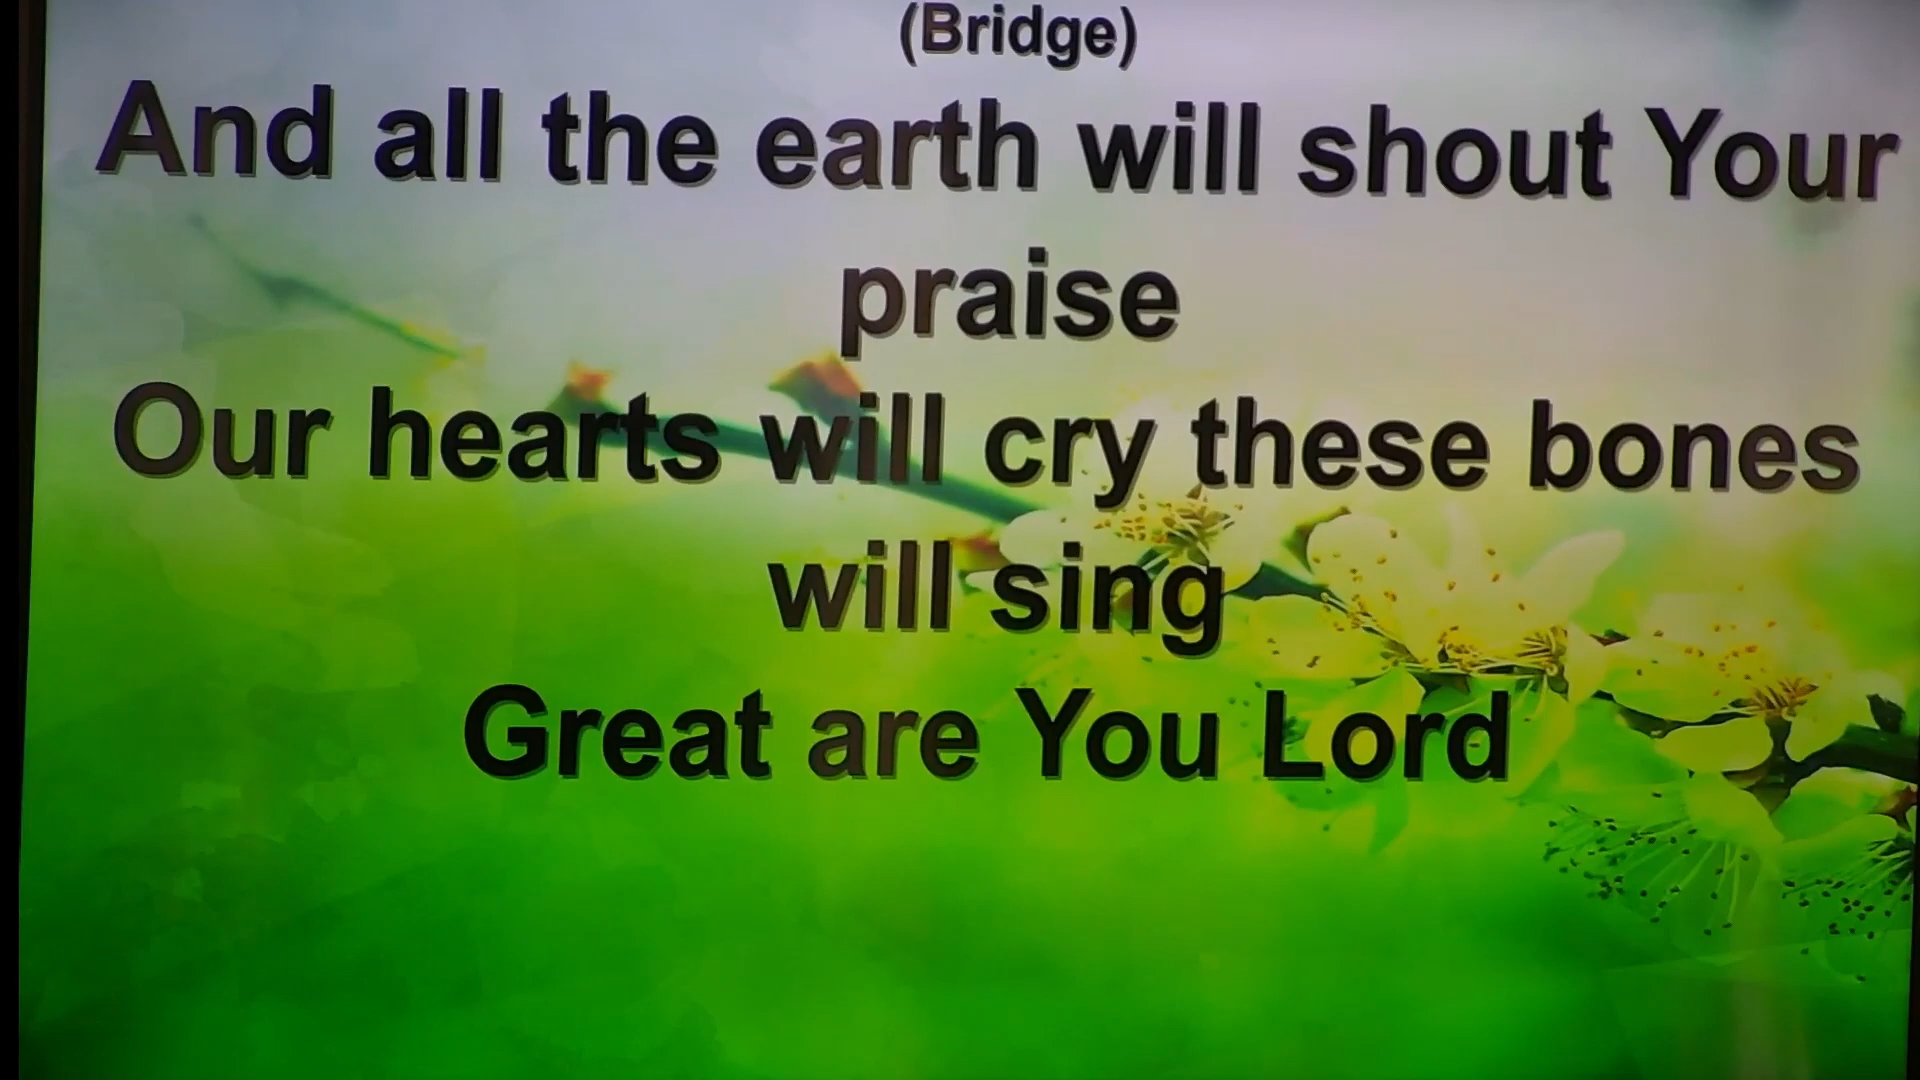 (Bridge)
And all the earth will shout Your
praise
Our hearts will cry these bones
will sing
Great are You Lord